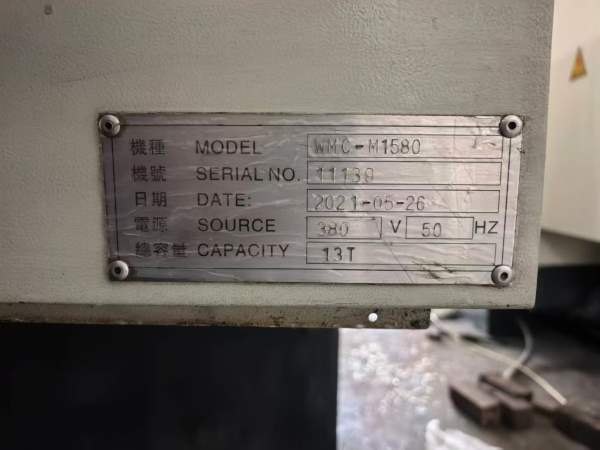 機種 MODEL WMC-M1580
機號 SERIAL NO. 11139
日期 DATE: 2021-05-26
電源 SOURCE 380 V 50 HZ
總容量 CAPACITY 13T